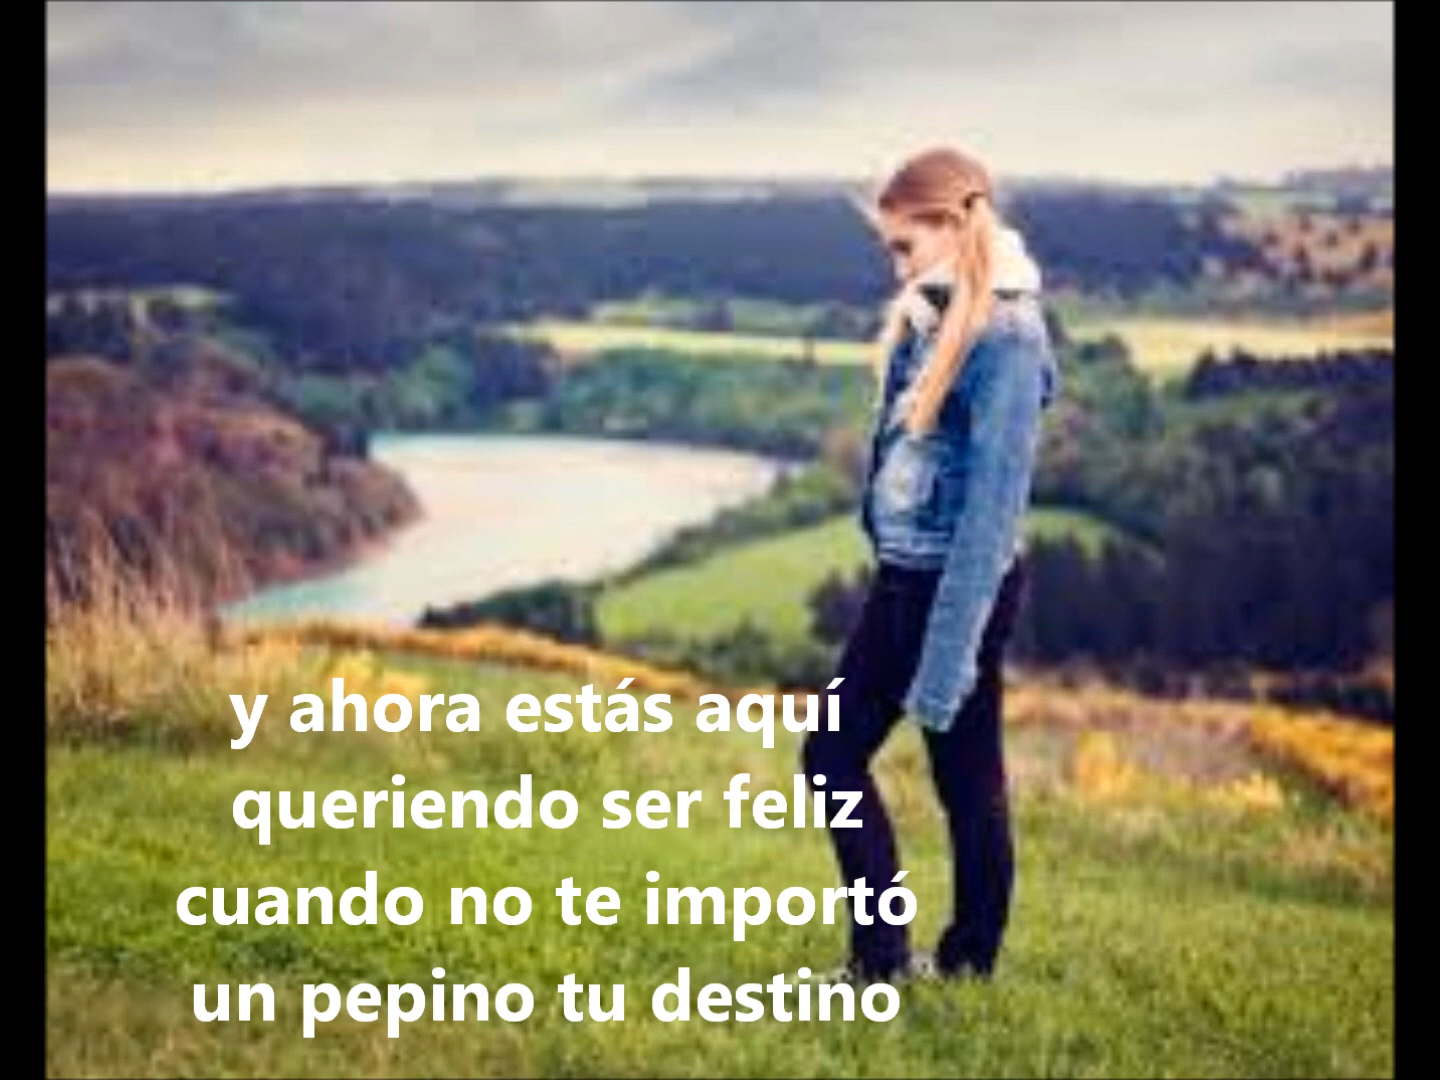 y ahora estás aquí
queriendo ser feliz
cuando no te importó
un pepino tu destino